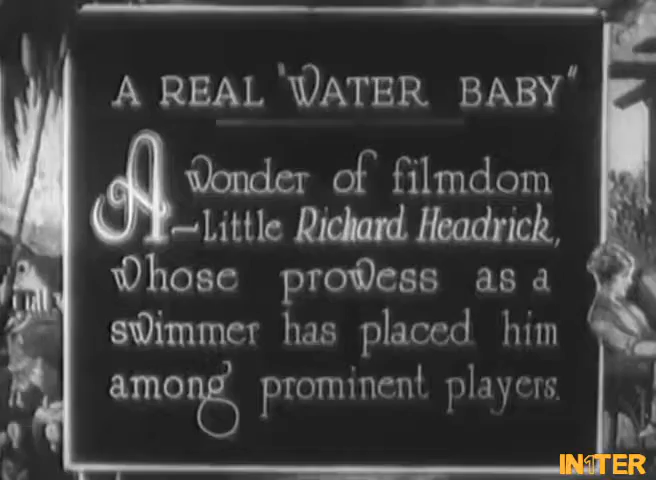 A REAL "WATER BABY"
A wonder of filmdom
—Little Richard Headrick,
whose prowess as a
swimmer has placed him
among prominent players.
IN1TER